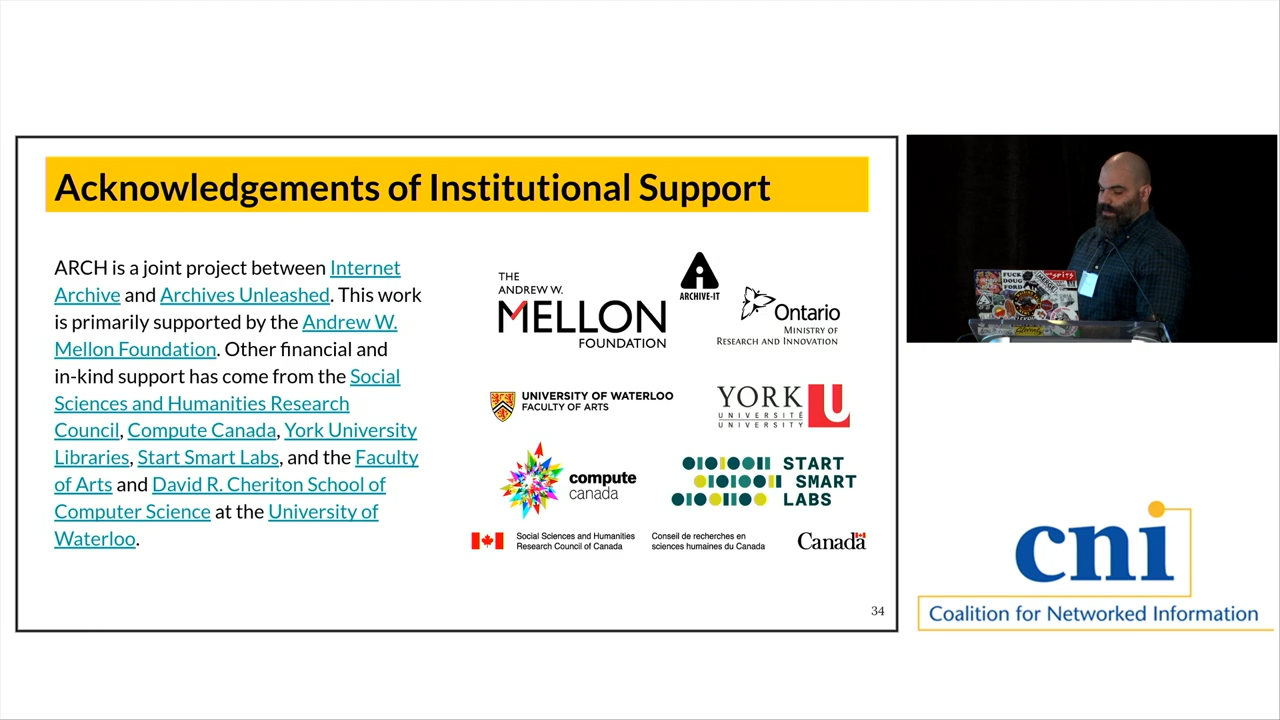 Acknowledgements of Institutional Support
ARCH is a joint project between Internet
Archive and Archives Unleashed. This work
is primarily supported by the Andrew W.
Mellon Foundation. Other financial and
in-kind support has come from the Social
Sciences and Humanities Research
Council, Compute Canada, York University
Libraries, Start Smart Labs, and the Faculty
of Arts and David R. Cheriton School of
Computer Science at the University of
Waterloo.
THE
ANDREW W.
MELLON
FOUNDATION
ARCHIVE-IT
Ontario
MINISTRY OF
RESEARCH AND INNOVATION
UNIVERSITY OF WATERLOO
FACULTY OF ARTS
YORK U
UNIVERSITÉ
UNIVERSITY
compute
canada
START
SMART
LABS
Social Sciences and Humanities
Research Council of Canada
Conseil de recherches en
sciences humaines du Canada
Canada
34
FUCK
DOUG
FORD
cni
Coalition for Networked Information